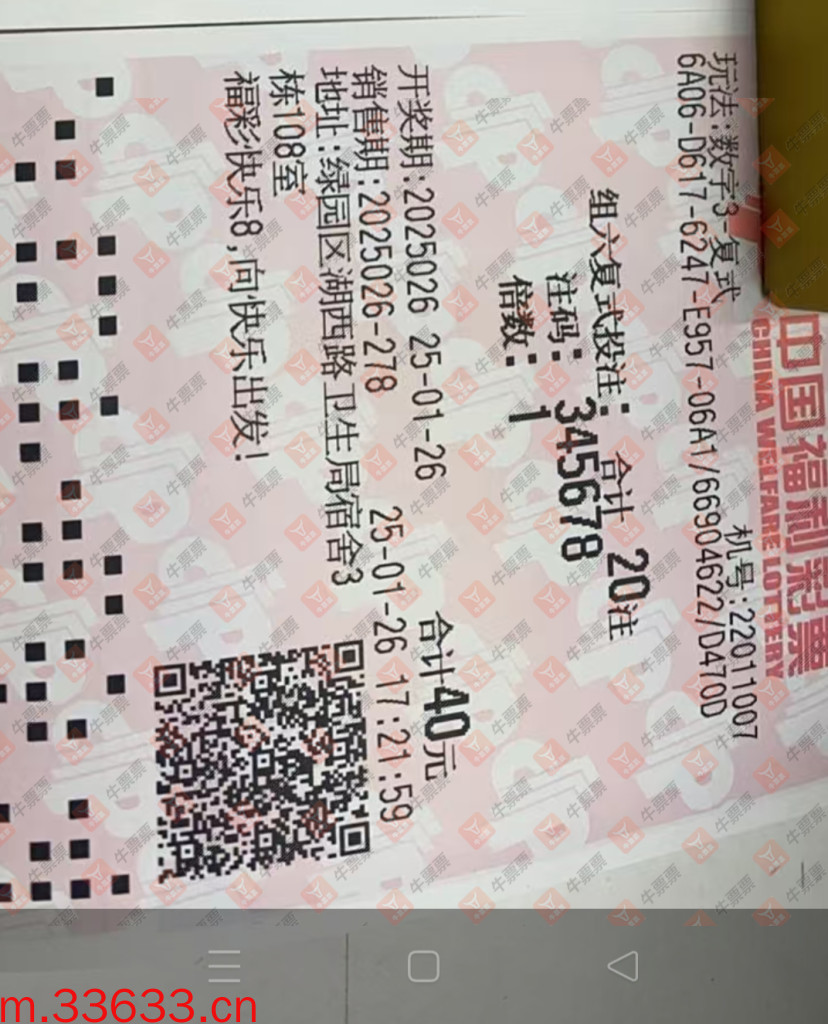 中国福利彩票
CHINA WELFARE LOTTERY
机号:22011007
玩法:数字3-复式
6A06-D617-6247-E957-06A1/66904622/D470D
组六复式投注: 合计 20注
注码: 345678
倍数: 1
开奖期:2025026 25-01-26 合计40元
销售期:2025026-278 25-01-26 17:21:59
地址:绿园区湖西路卫生局宿舍3
栋108室
福彩快乐8,向快乐出发!
牛票票
m.33633.cn